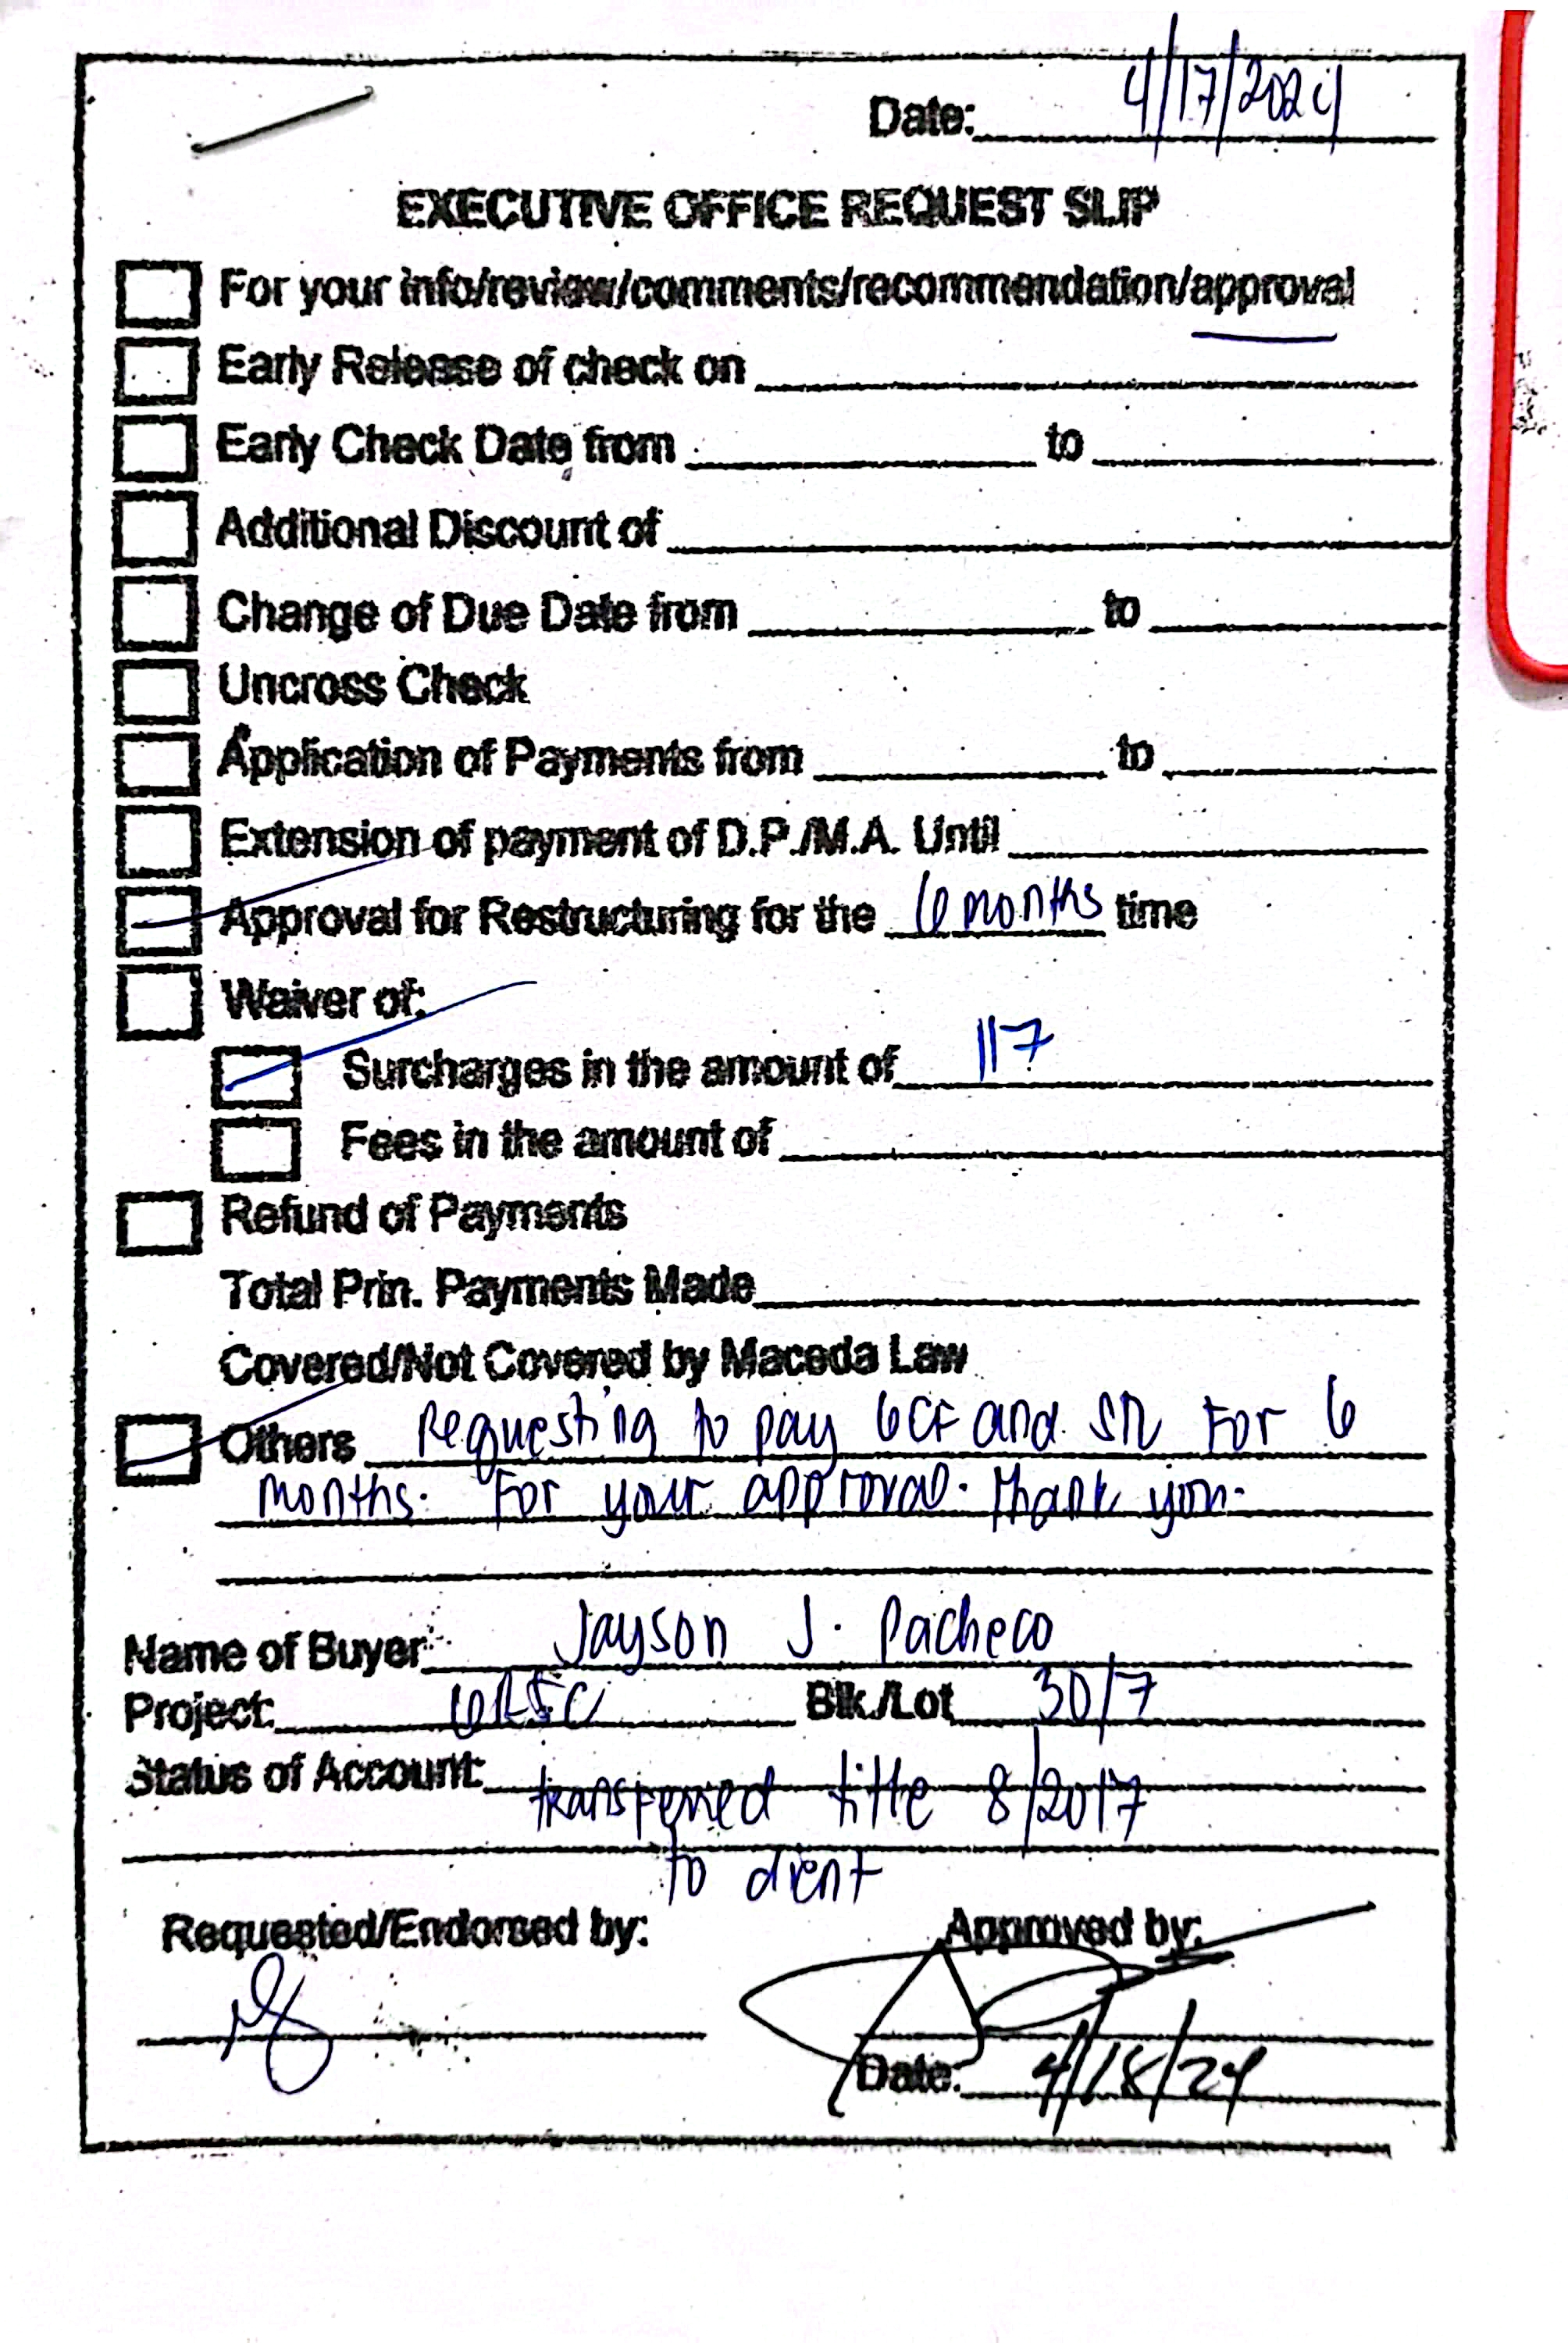 Date: 4/17/2024
EXECUTIVE OFFICE REQUEST SLIP
For your info/review/comments/recommendation/approval
Early Release of check on
Early Check Date from to
Additional Discount of
Change of Due Date from to
Uncross Check
Application of Payments from to
Extension of payment of D.P./M.A. Until
Approval for Restructuring for the 6 months time
Waiver of:
Surcharges in the amount of 117
Fees in the amount of
Refund of Payments
Total Prin. Payments Made
Covered/Not Covered by Maceda Law
Others Requesting to pay and For 6
months. For your approval. Thank you.
Name of Buyer: Jayson J. Pacheco
Project: Blk./Lot 30/7
Status of Account: transferred title 8/2017
to client
Requested/Endorsed by: Approved by:
Date: 4/18/24